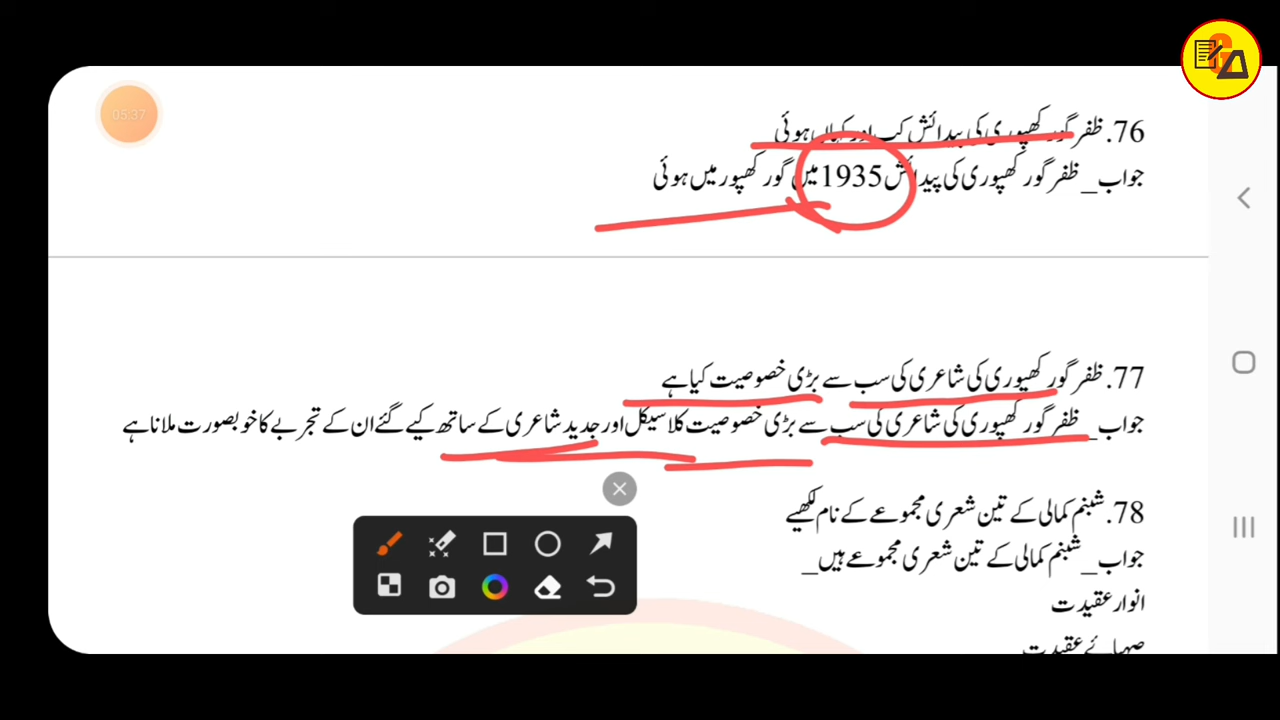 05:37
76. ظفر گورکھپوری کی پیدائش کب اور کہاں ہوئی
جواب_ ظفر گورکھپوری کی پیدائش 1935 میں گورکھپور میں ہوئی
77. ظفر گورکھپوری کی شاعری کی سب سے بڑی خصوصیت کیا ہے
جواب_ ظفر گورکھپوری کی شاعری کی سب سے بڑی خصوصیت کلاسیکل اور جدید شاعری کے ساتھ کیے گئے ان کے تجربے کا خوبصورت ملانا ہے
78. شبنم کمالی کے تین شعری مجموعے کے نام لکھیے
جواب_ شبنم کمالی کے تین شعری مجموعے ہیں_
انوار عقیدت
صہبائے عقیدت